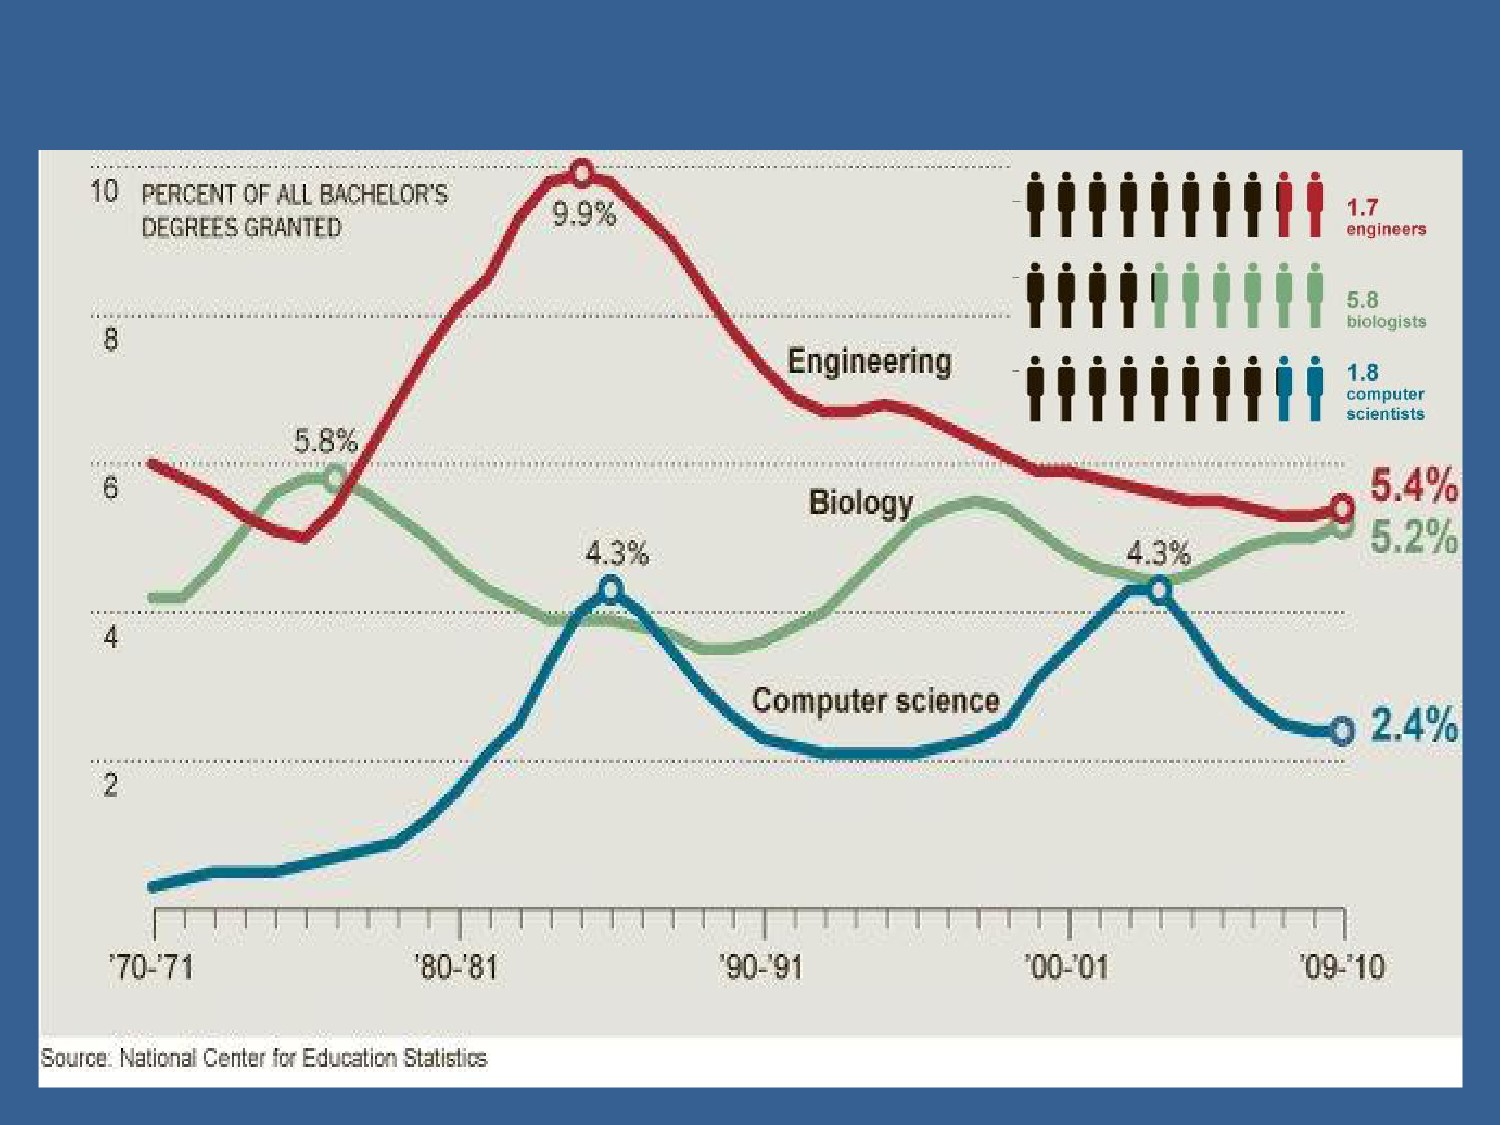 10 PERCENT OF ALL BACHELOR'S
DEGREES GRANTED
9.9%
1.7
engineers
8
5.8
biologists
Engineering
1.8
computer
scientists
5.8%
6
5.4%
Biology
5.2%
4.3%
4.3%
4
Computer science
2.4%
2
'70-'71 '80-'81 '90-'91 '00-'01 '09-'10
Source: National Center for Education Statistics